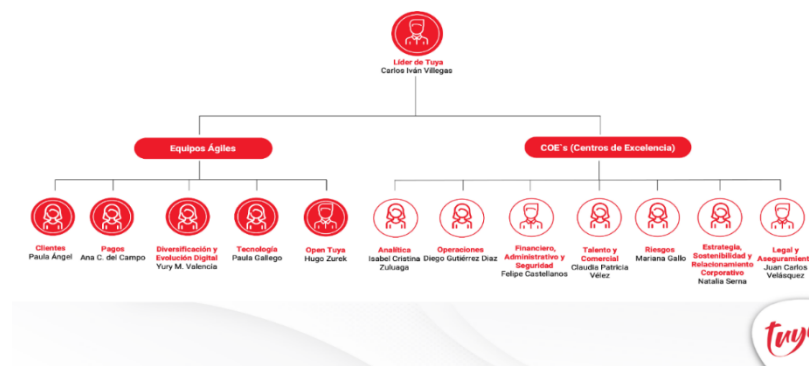 Líder de Tuya
Carlos Iván Villegas
Equipos Ágiles
COE`s (Centros de Excelencia)
Clientes
Paula Ángel
Pagos
Ana C. del Campo
Diversificación y
Evolución Digital
Yury M. Valencia
Tecnología
Paula Gallego
Open Tuya
Hugo Zurek
Analítica
Isabel Cristina
Zuluaga
Operaciones
Diego Gutiérrez Diaz
Financiero,
Administrativo y
Seguridad
Felipe Castellanos
Talento y
Comercial
Claudia Patricia
Vélez
Riesgos
Mariana Gallo
Estrategia,
Sostenibilidad y
Relacionamiento
Corporativo
Natalia Serna
Legal y
Aseguramient
Juan Carlos
Velásquez
tuy